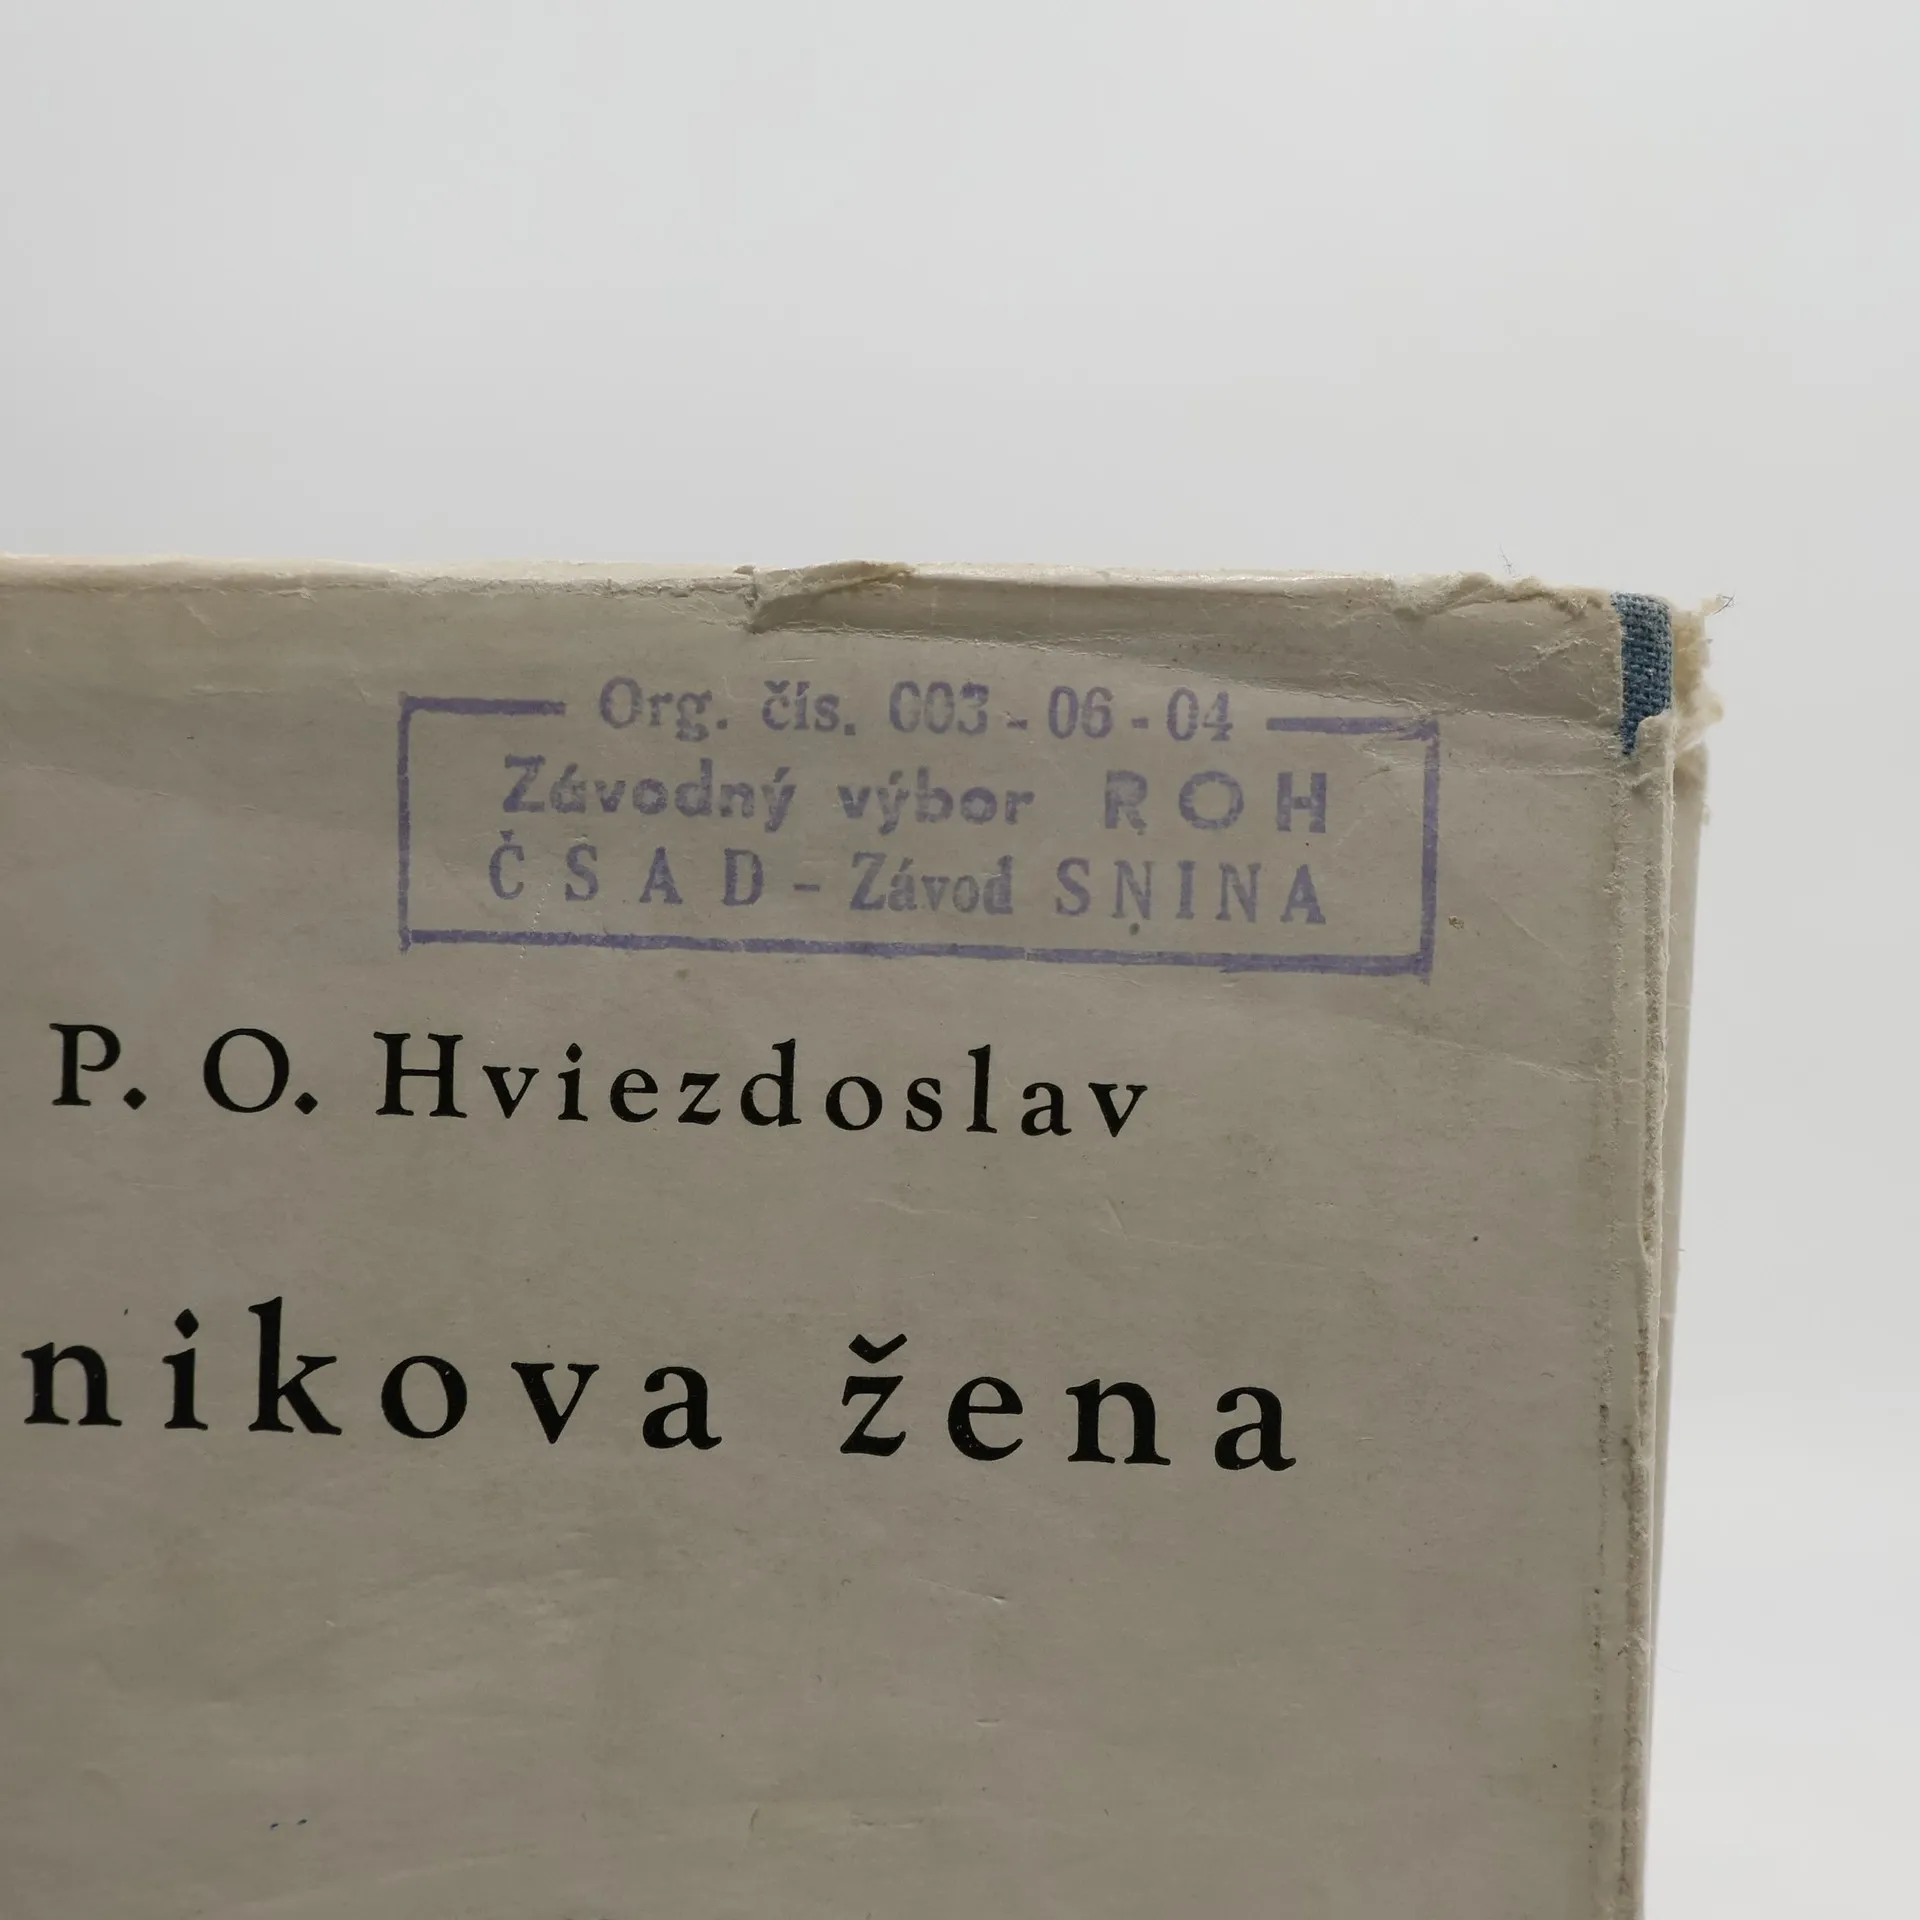 Org. čís. 003-06-04
Závodný výbor ROH
ČSAD - Závod SNINA
P. O. Hviezdoslav
nikova žena